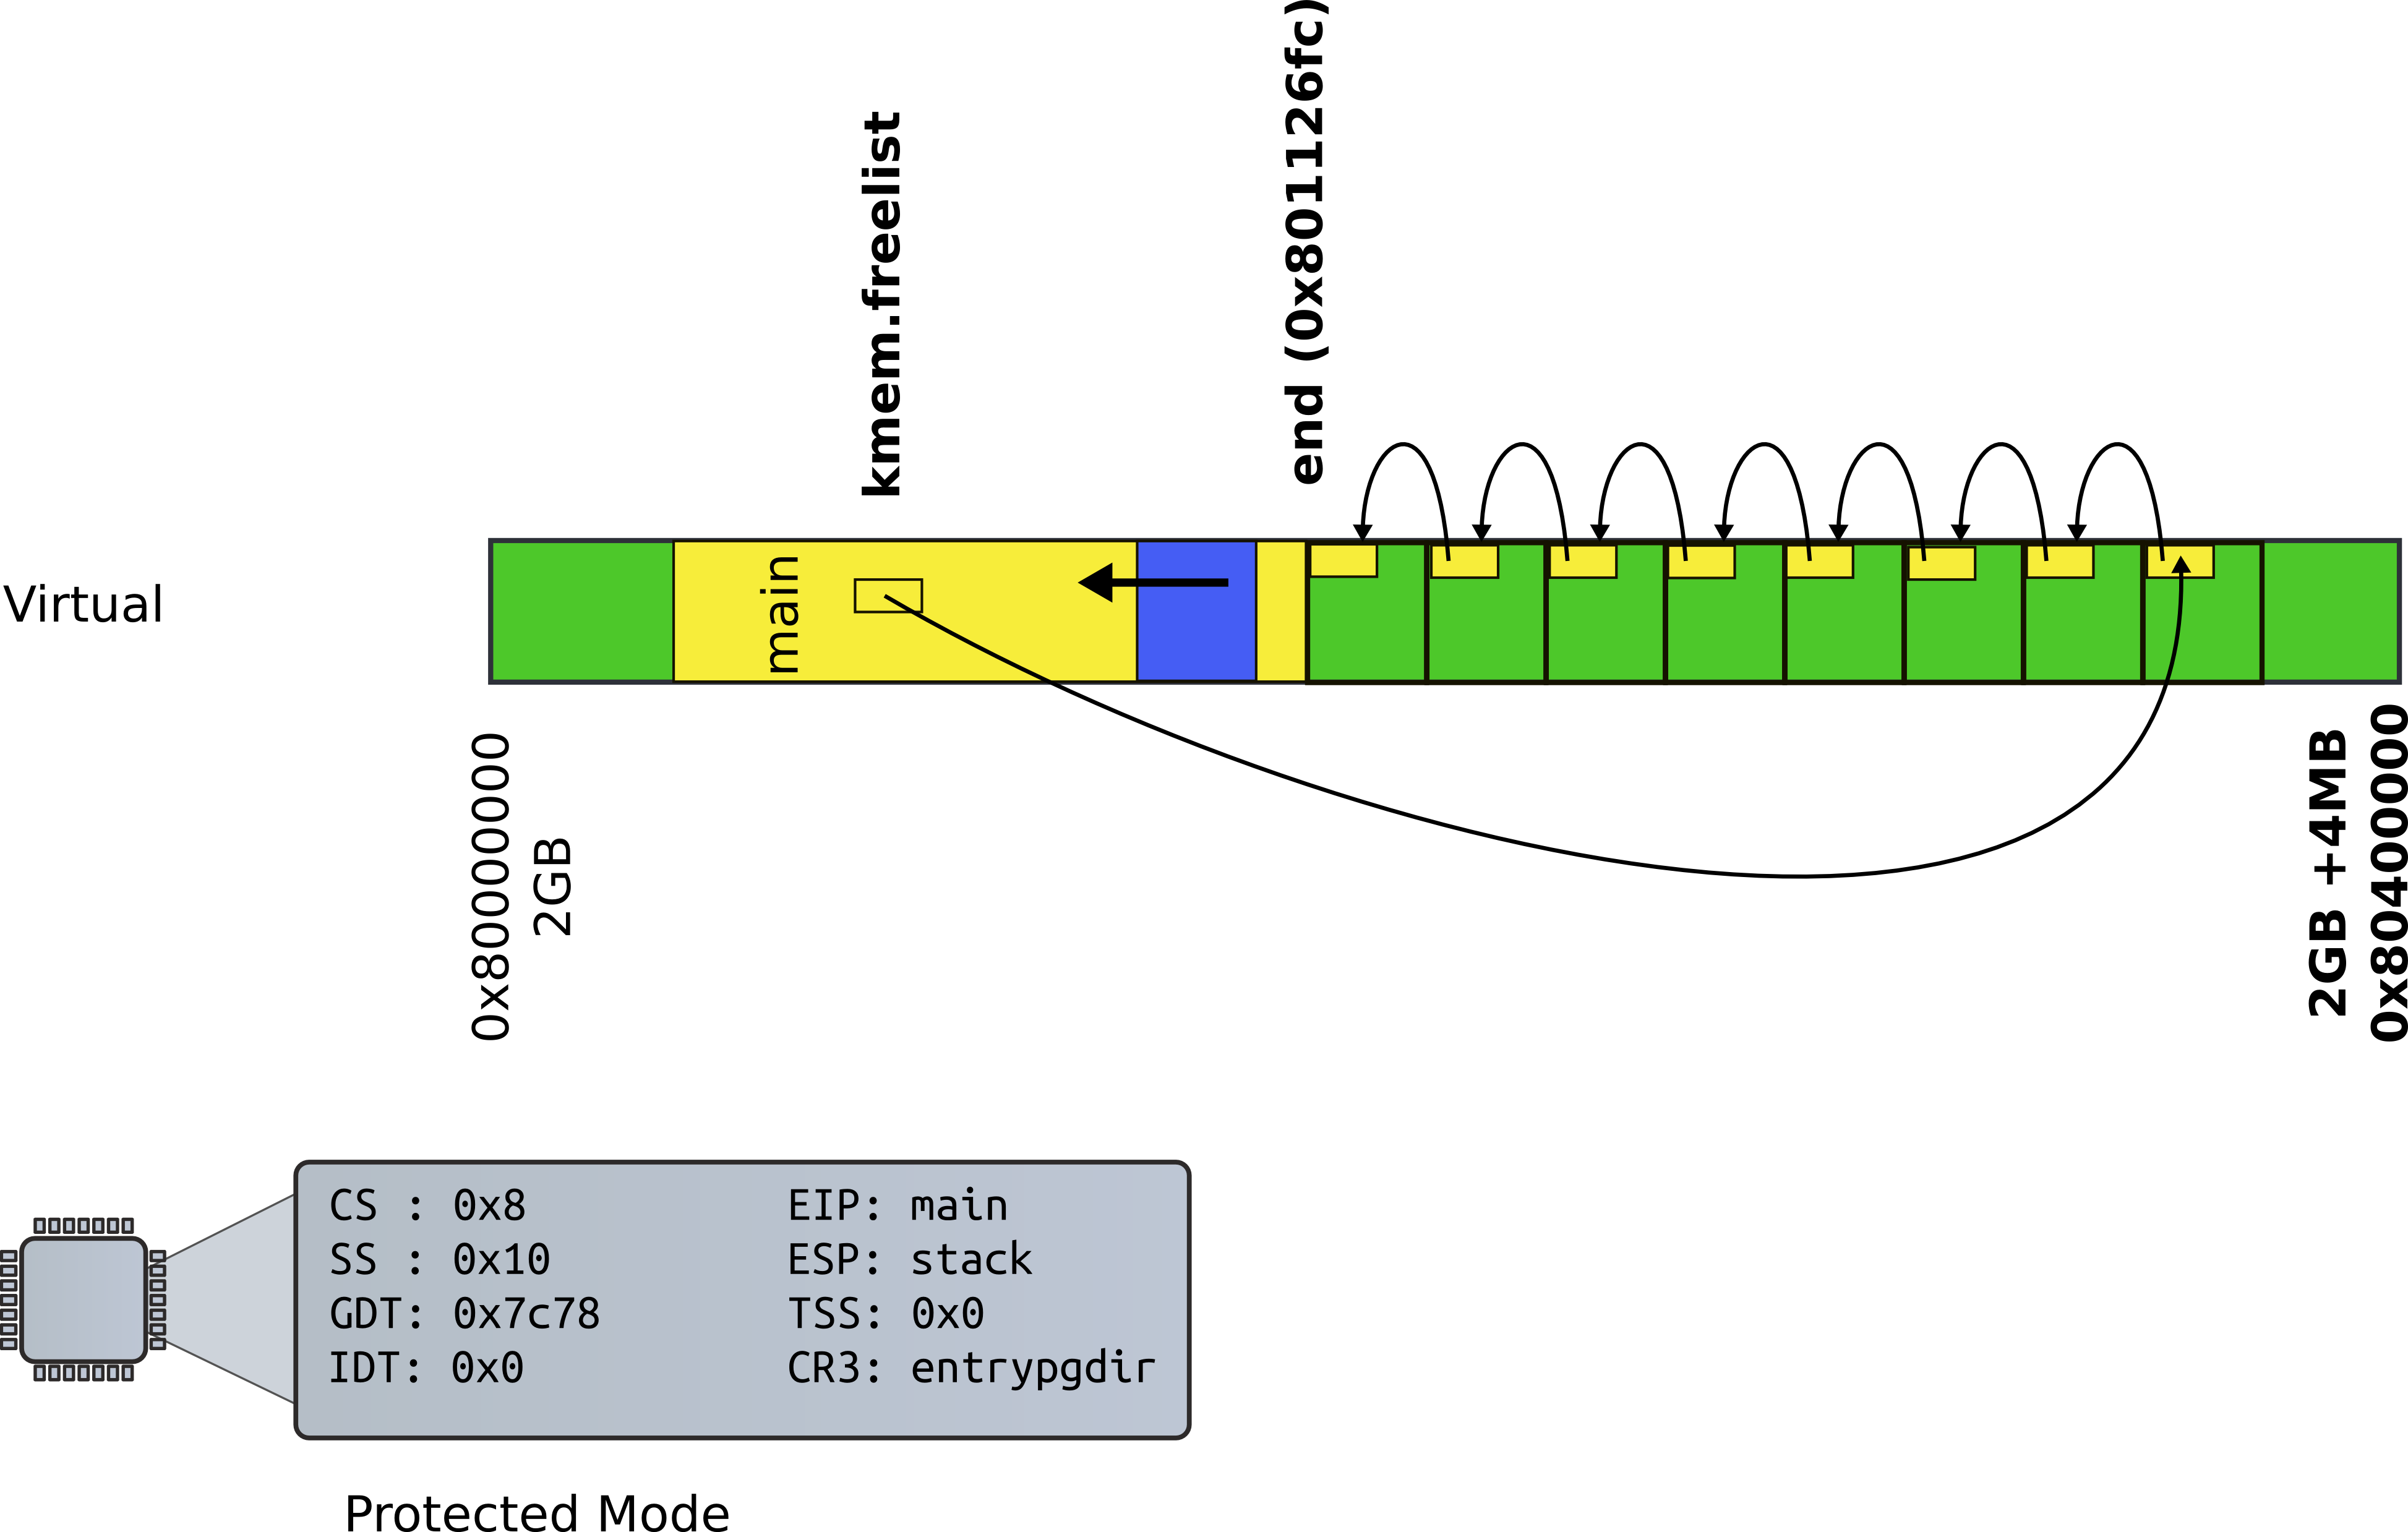 kmem.freelist
end (0x801126fc)
Virtual
main
0x80000000
2GB
2GB +4MB
0x80400000
CS : 0x8
SS : 0x10
GDT: 0x7c78
IDT: 0x0
EIP: main
ESP: stack
TSS: 0x0
CR3: entrypgdir
Protected Mode